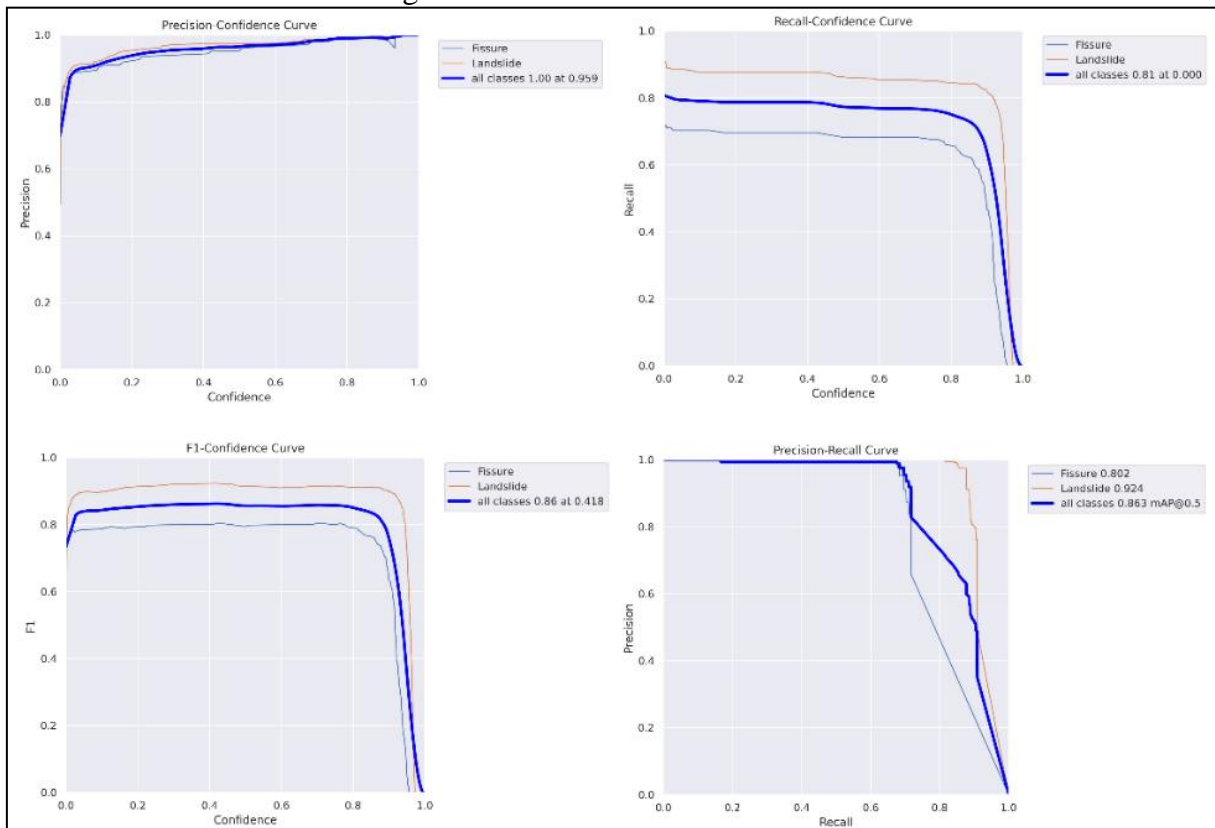 Precision-Confidence Curve
1.0
0.8
0.6
0.4
0.2
0.0
Precision
0.0 0.2 0.4 0.6 0.8 1.0
Confidence
Fissure
Landslide
all classes 1.00 at 0.959
Recall-Confidence Curve
1.0
0.8
0.6
0.4
0.2
0.0
Recall
0.0 0.2 0.4 0.6 0.8 1.0
Confidence
Fissure
Landslide
all classes 0.81 at 0.000
F1-Confidence Curve
1.0
0.8
0.6
0.4
0.2
0.0
F1
0.0 0.2 0.4 0.6 0.8 1.0
Confidence
Fissure
Landslide
all classes 0.86 at 0.418
Precision-Recall Curve
1.0
0.8
0.6
0.4
0.2
0.0
Precision
0.0 0.2 0.4 0.6 0.8 1.0
Recall
Fissure 0.802
Landslide 0.924
all classes 0.863 mAP@0.5